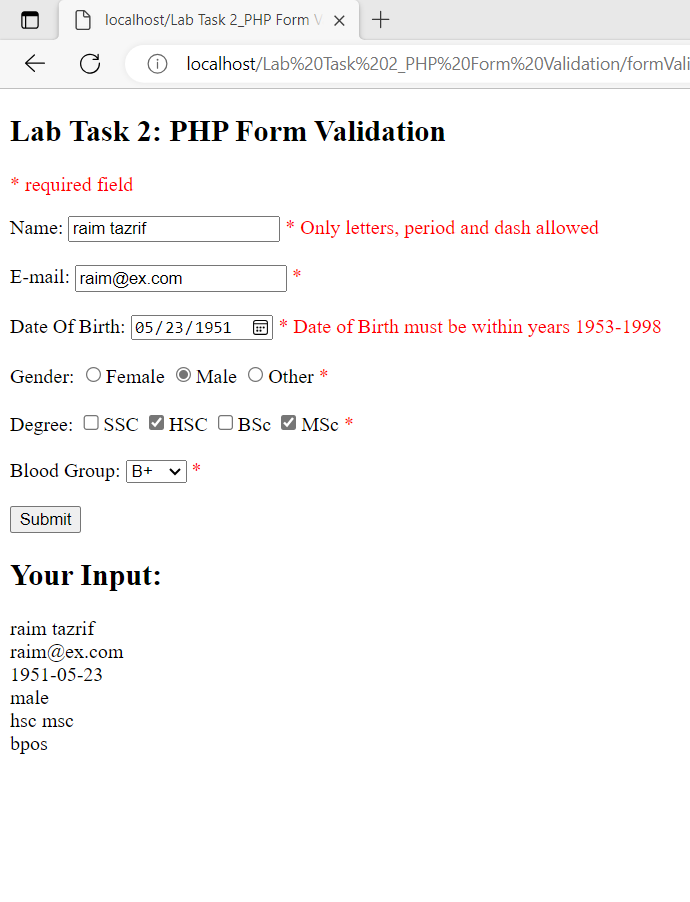 localhost/Lab Task 2_PHP Form V
localhost/Lab%20Task%202_PHP%20Form%20Validation/formVali
Lab Task 2: PHP Form Validation
* required field
Name: raim tazrif * Only letters, period and dash allowed
E-mail: raim@ex.com *
Date Of Birth: 05/23/1951 * Date of Birth must be within years 1953-1998
Gender: Female Male Other *
Degree: SSC HSC BSc MSc *
Blood Group: B+ *
Submit
Your Input:
raim tazrif
raim@ex.com
1951-05-23
male
hsc msc
bpos